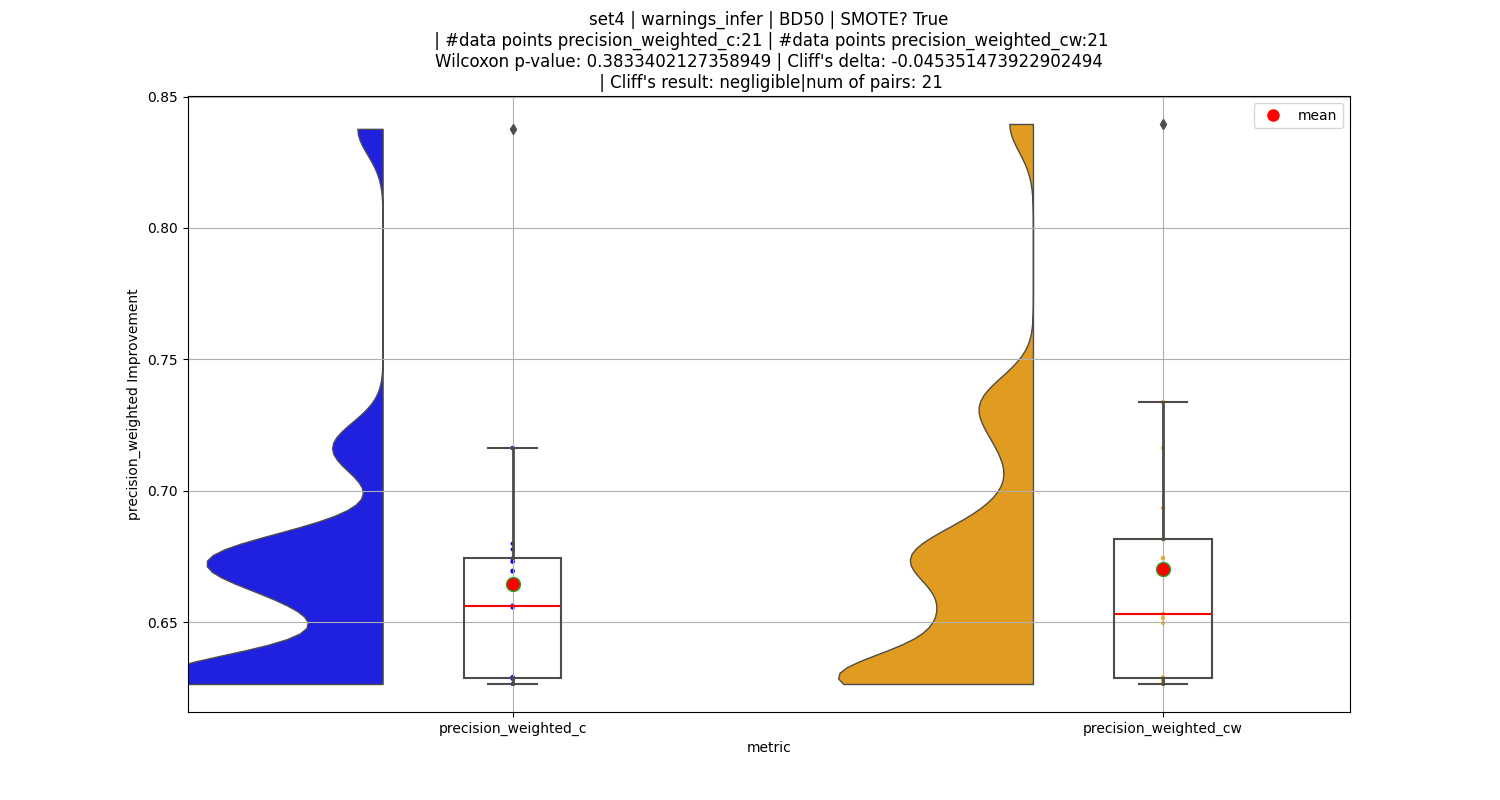 set4 | warnings_infer | BD50 | SMOTE? True
| #data points precision_weighted_c:21 | #data points precision_weighted_cw:21
Wilcoxon p-value: 0.3833402127358949 | Cliff's delta: -0.045351473922902494
| Cliff's result: negligible|num of pairs: 21
mean
0.85
0.80
0.75
0.70
0.65
precision_weighted Improvement
precision_weighted_c
precision_weighted_cw
metric